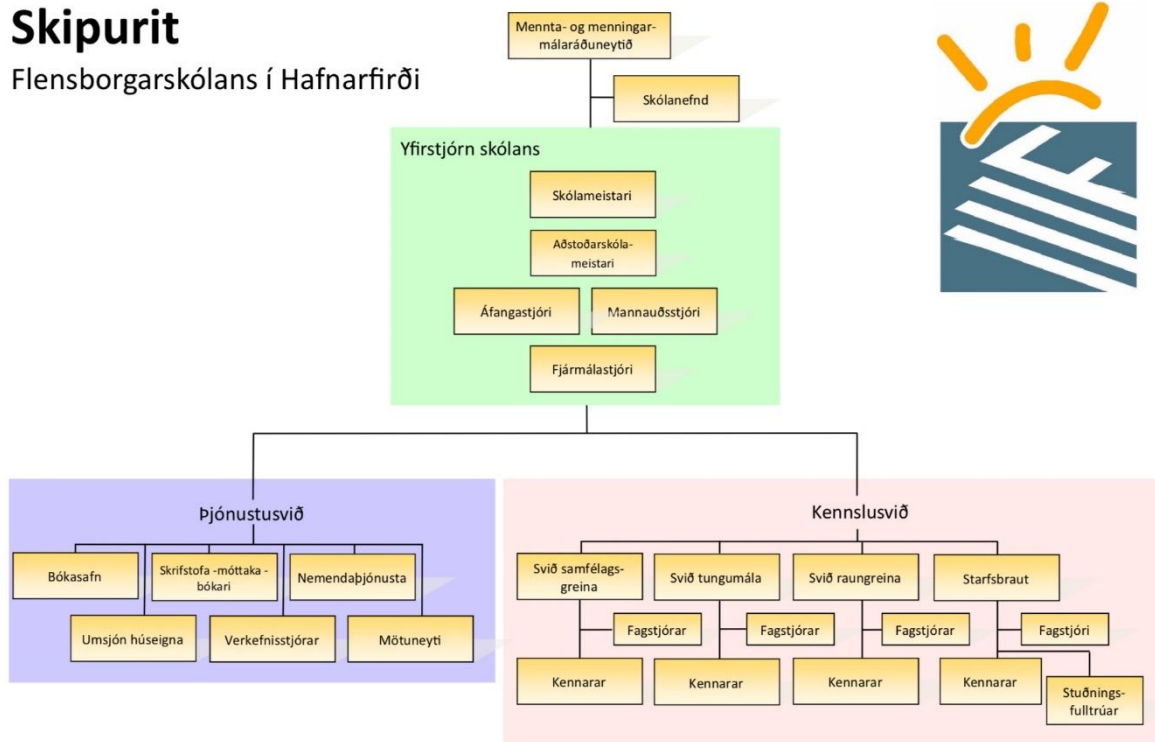 Skipurit
Flensborgarskólans í Hafnarfirði
Mennta- og menningar-
málaráðuneytið
Skólanefnd
Yfirstjórn skólans
Skólameistari
Aðstoðarskóla-
meistari
Áfangastjóri
Mannauðsstjóri
Fjármálastjóri
Þjónustusvið
Bókasafn
Skrifstofa -móttaka -
bókari
Nemendaþjónusta
Umsjón húseigna
Verkefnisstjórar
Mötuneyti
Kennslusvið
Svið samfélags-
greina
Svið tungumála
Svið raungreina
Starfsbraut
Fagstjórar
Fagstjórar
Fagstjórar
Fagstjóri
Kennarar
Kennarar
Kennarar
Kennarar
Stuðnings-
fulltrúar